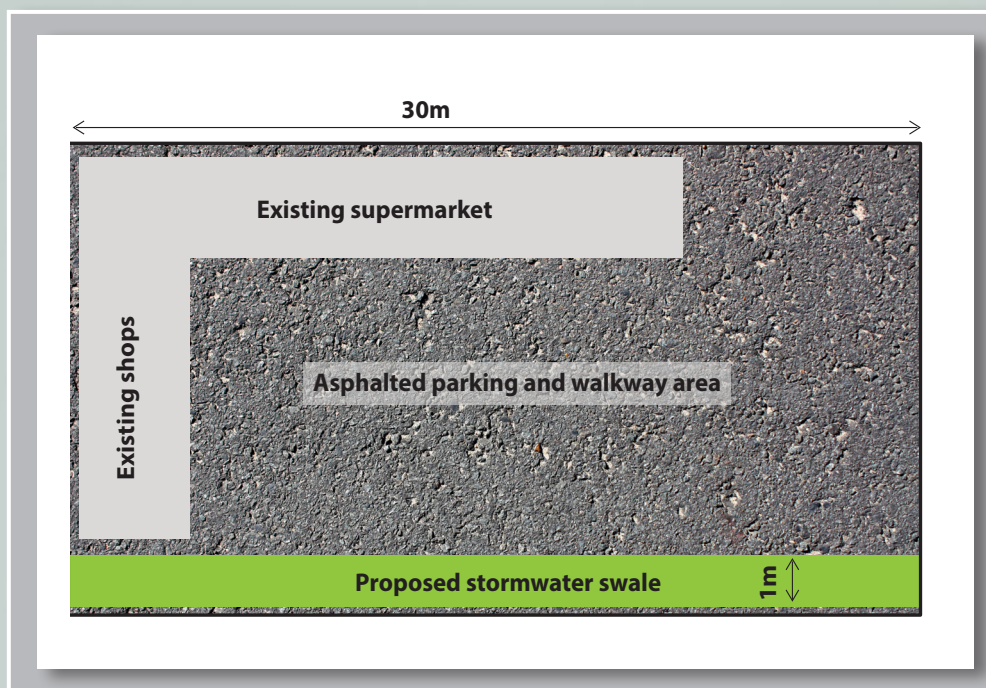 30m
Existing supermarket
Existing shops
Asphalted parking and walkway area
Proposed stormwater swale
1m